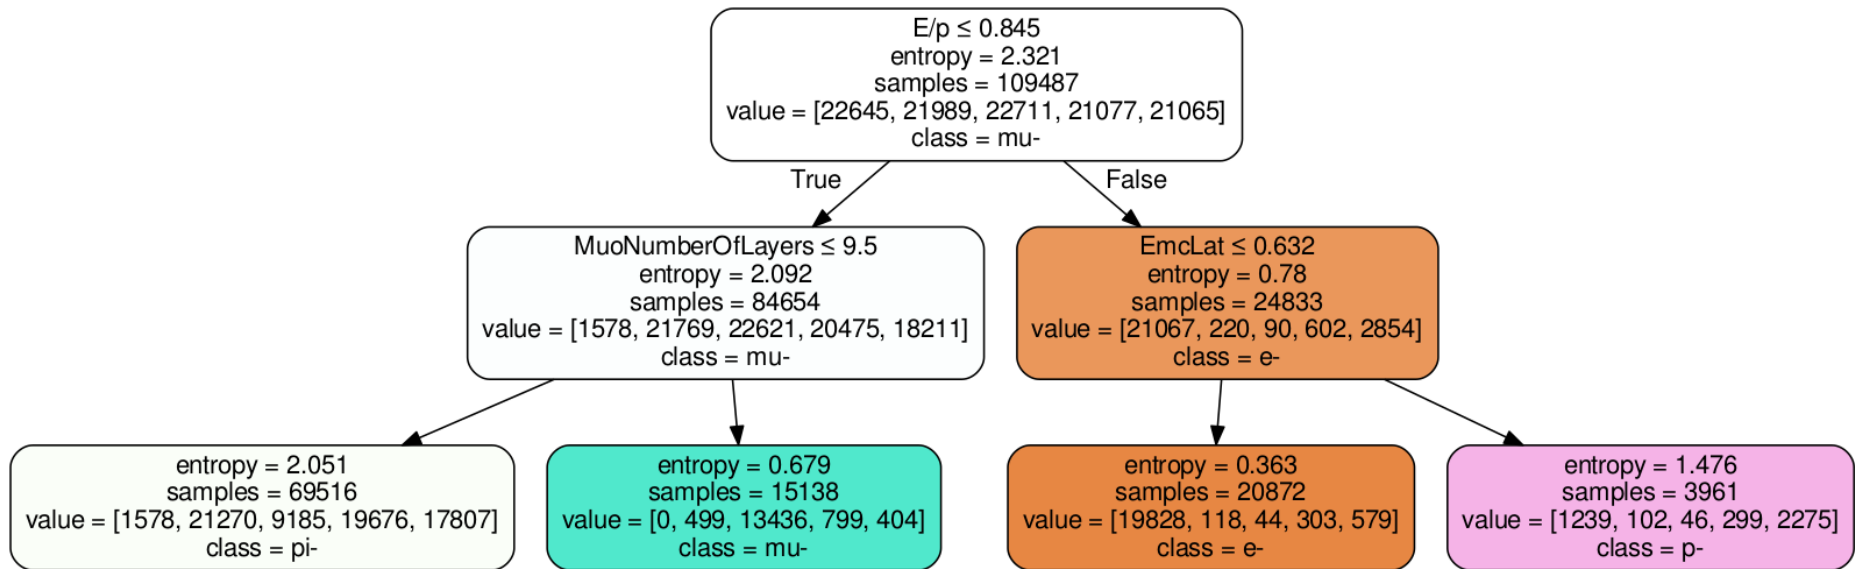 E/p ≤ 0.845
entropy = 2.321
samples = 109487
value = [22645, 21989, 22711, 21077, 21065]
class = mu-
True
False
MuoNumberOfLayers ≤ 9.5
entropy = 2.092
samples = 84654
value = [1578, 21769, 22621, 20475, 18211]
class = mu-
EmcLat ≤ 0.632
entropy = 0.78
samples = 24833
value = [21067, 220, 90, 602, 2854]
class = e-
entropy = 2.051
samples = 69516
value = [1578, 21270, 9185, 19676, 17807]
class = pi-
entropy = 0.679
samples = 15138
value = [0, 499, 13436, 799, 404]
class = mu-
entropy = 0.363
samples = 20872
value = [19828, 118, 44, 303, 579]
class = e-
entropy = 1.476
samples = 3961
value = [1239, 102, 46, 299, 2275]
class = p-